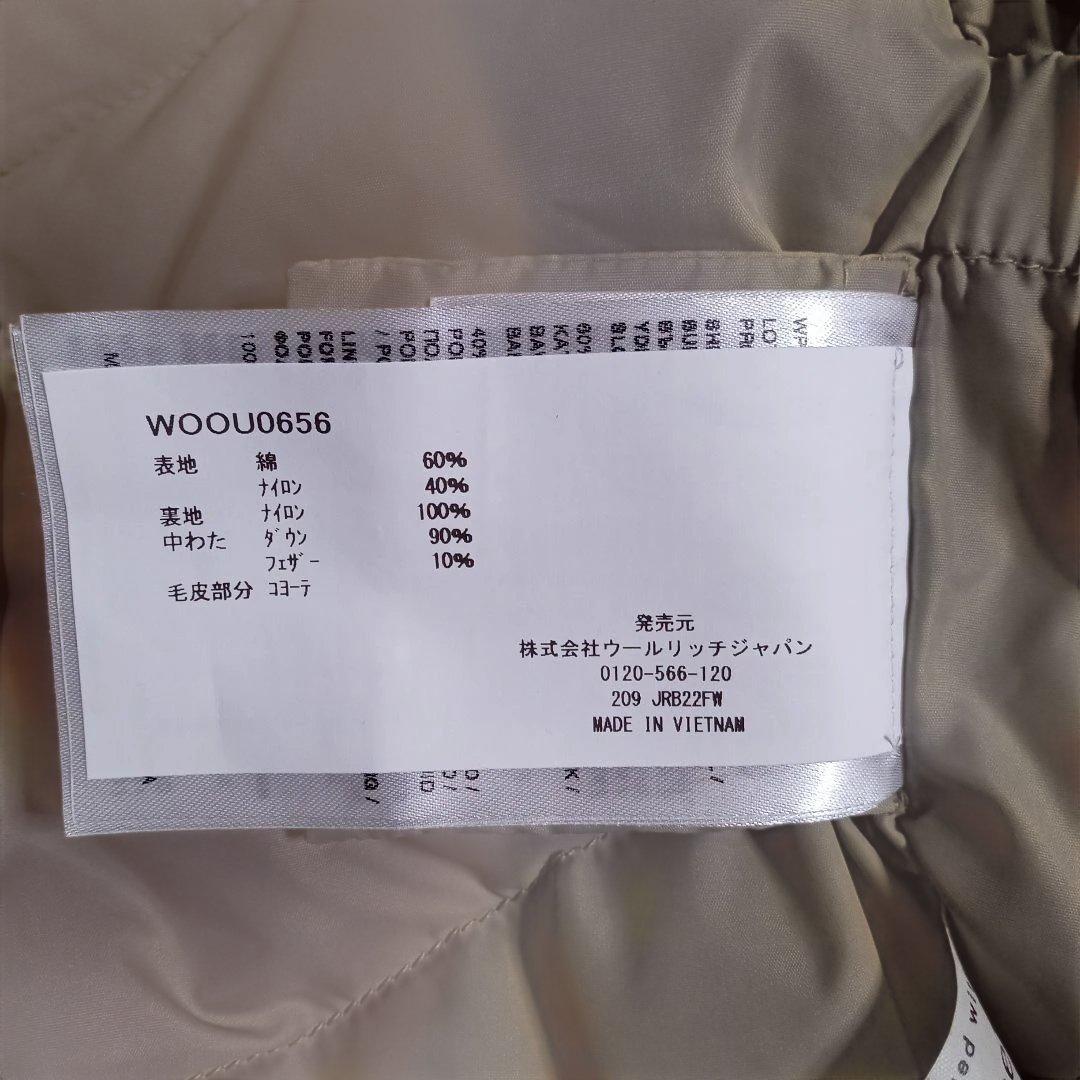 WOOU0656
表地 綿 60%
ﾅｲﾛﾝ 40%
裏地 ﾅｲﾛﾝ 100%
中わた ﾀﾞｳﾝ 90%
ﾌｪｻﾞｰ 10%
毛皮部分 ｺﾖｰﾃ
発売元
株式会社ウールリッチジャパン
0120-566-120
209 JRB22FW
MADE IN VIETNAM